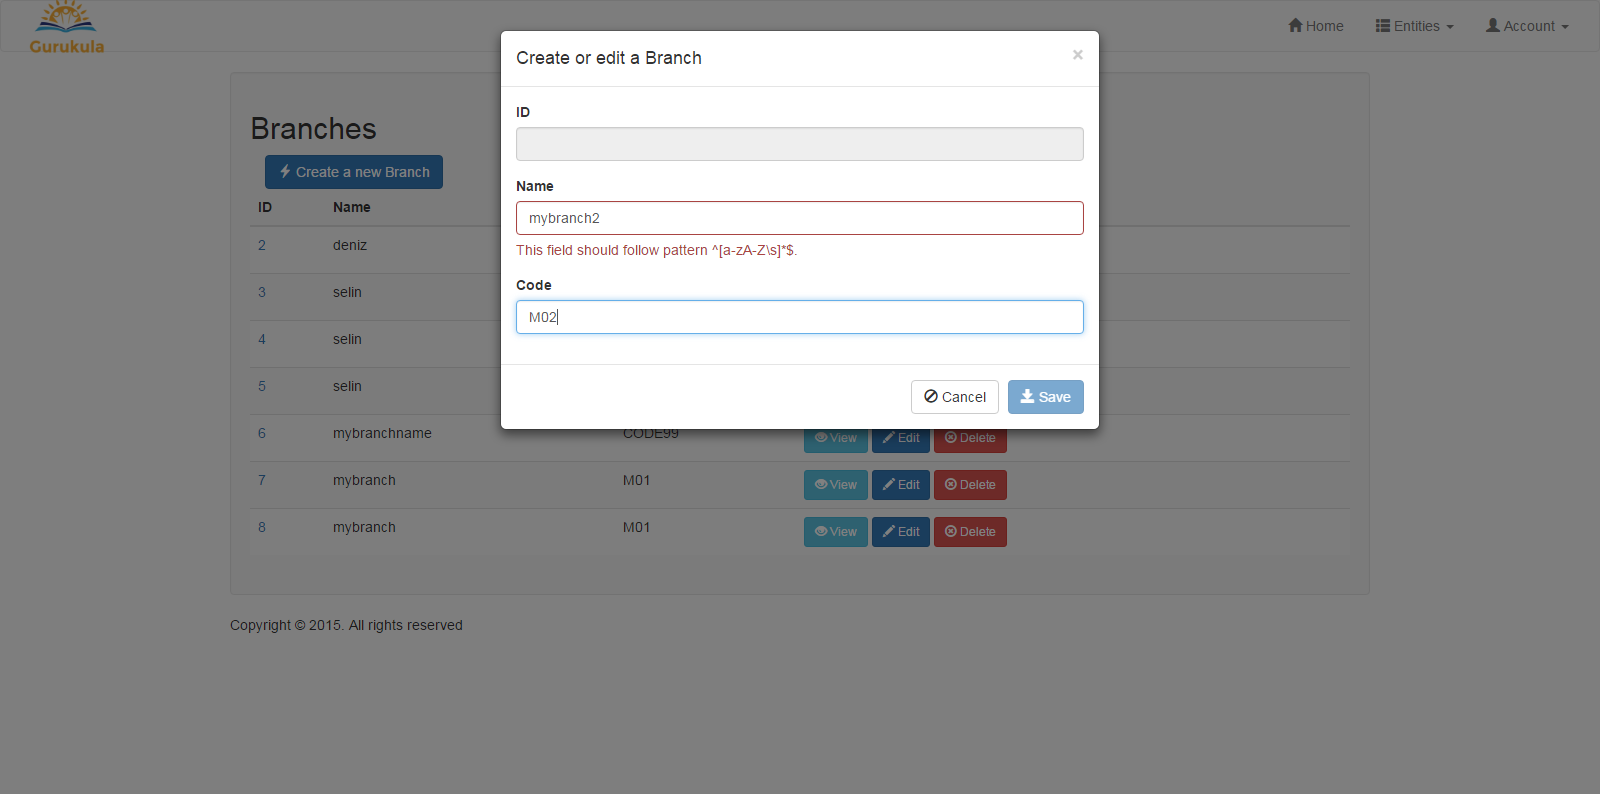 Gurukula
Home Entities Account
Create or edit a Branch ×
ID
Name
mybranch2
This field should follow pattern ^[a-zA-Z\s]*$.
Code
M02
Cancel Save
Branches
Create a new Branch
ID Name
2 deniz
3 selin
4 selin
5 selin
6 mybranchname CODE99 View Edit Delete
7 mybranch M01 View Edit Delete
8 mybranch M01 View Edit Delete
Copyright © 2015. All rights reserved